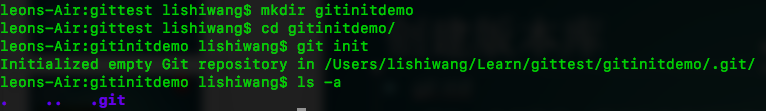 leons-Air:gittest lishiwang$ mkdir gitinitdemo
leons-Air:gittest lishiwang$ cd gitinitdemo/
leons-Air:gitinitdemo lishiwang$ git init
Initialized empty Git repository in /Users/lishiwang/Learn/gittest/gitinitdemo/.git/
leons-Air:gitinitdemo lishiwang$ ls -a
. .. .git